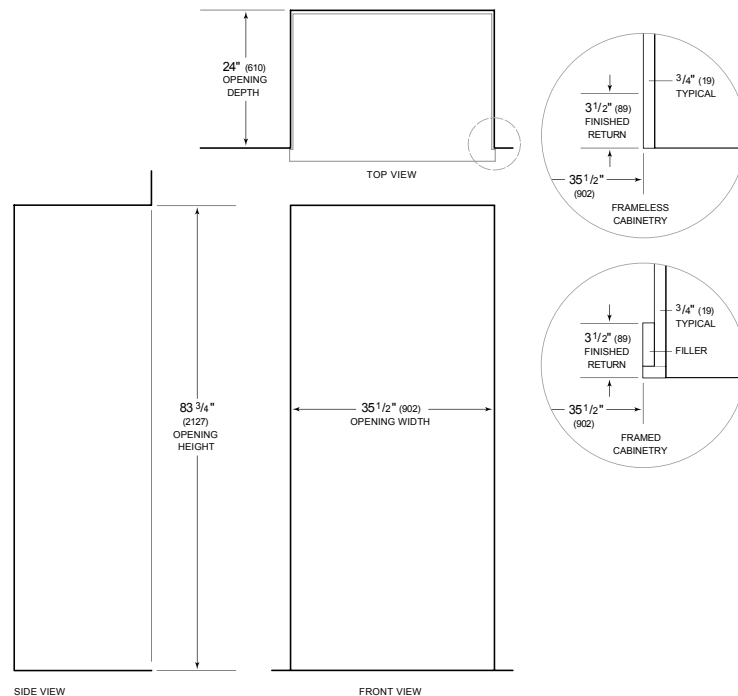 24" (610)
OPENING
DEPTH
TOP VIEW
3/4" (19)
TYPICAL
3 1/2" (89)
FINISHED
RETURN
35 1/2"
(902)
FRAMELESS
CABINETRY
3/4" (19)
TYPICAL
3 1/2" (89)
FINISHED
RETURN
FILLER
35 1/2"
(902)
FRAMED
CABINETRY
83 3/4"
(2127)
OPENING
HEIGHT
35 1/2" (902)
OPENING WIDTH
SIDE VIEW
FRONT VIEW